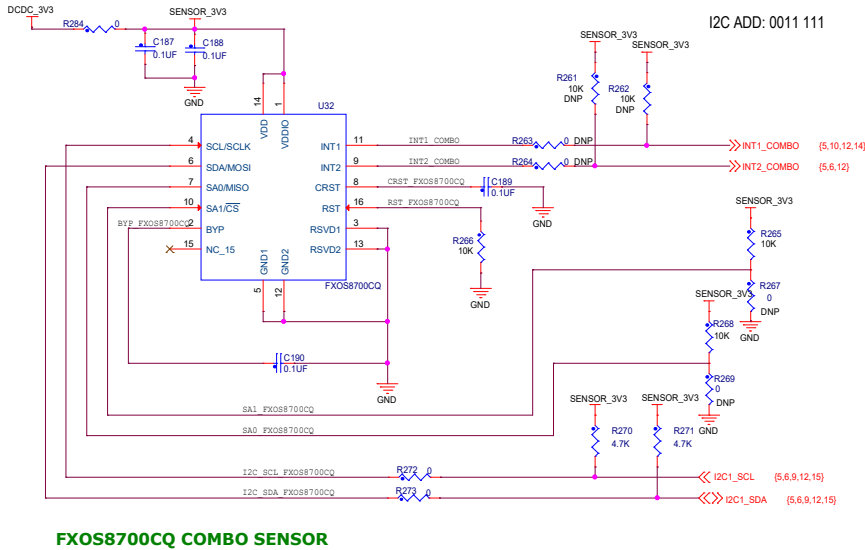 DCDC_3V3
R284
0
SENSOR_3V3
I2C ADD: 0011 111
C187
0.1UF
C188
0.1UF
GND
SENSOR_3V3
SENSOR_3V3
R261
10K
DNP
R262
10K
DNP
U32
14
1
VDD
VDDIO
4
SCL/SCLK
INT1
11
INT1_COMBO
R263
0
DNP
INT1_COMBO
{5,10,12,14}
6
SDA/MOSI
INT2
9
INT2_COMBO
R264
0
DNP
INT2_COMBO
{5,6,12}
7
SA0/MISO
CRST
8
CRST_FXOS8700CQ
C189
0.1UF
GND
10
SA1/CS
RST
16
RST_FXOS8700CQ
SENSOR_3V3
BYP_FXOS8700CQ
2
BYP
RSVD1
3
15
NC_15
RSVD2
13
R266
10K
GND
R265
10K
GND1
GND2
5
12
FXOS8700CQ
R267
0
DNP
GND
SENSOR_3V3
R268
10K
C190
0.1UF
GND
R269
0
DNP
GND
SA1_FXOS8700CQ
SA0_FXOS8700CQ
SENSOR_3V3
SENSOR_3V3
R270
4.7K
R271
4.7K
I2C_SCL_FXOS8700CQ
R272
0
I2C1_SCL
{5,6,9,12,15}
I2C_SDA_FXOS8700CQ
R273
0
I2C1_SDA
{5,6,9,12,15}
FXOS8700CQ COMBO SENSOR